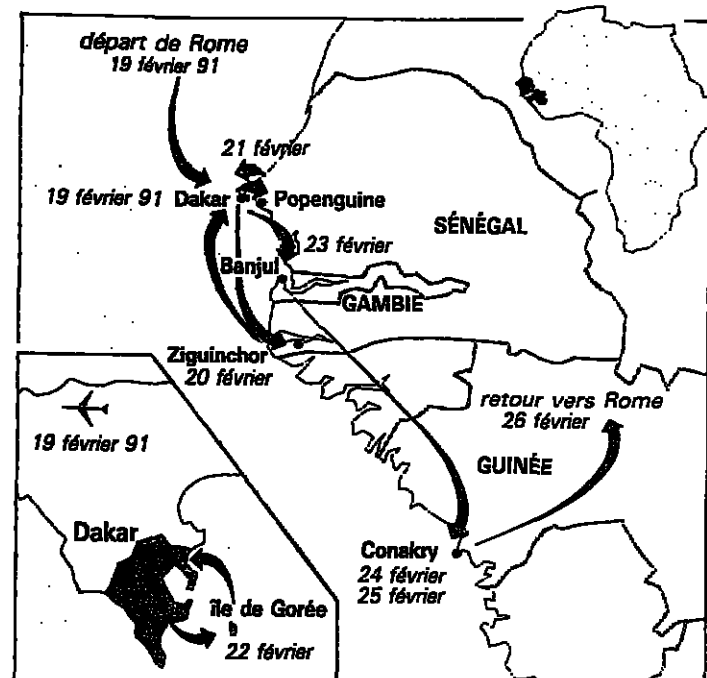 départ de Rome
19 février 91
21 février
19 février 91 Dakar
Popenguine
23 février
SÉNÉGAL
Banjul
GAMBIE
Ziguinchor
20 février
retour vers Rome
26 février
GUINÉE
Conakry
24 février
25 février
19 février 91
Dakar
île de Gorée
22 février